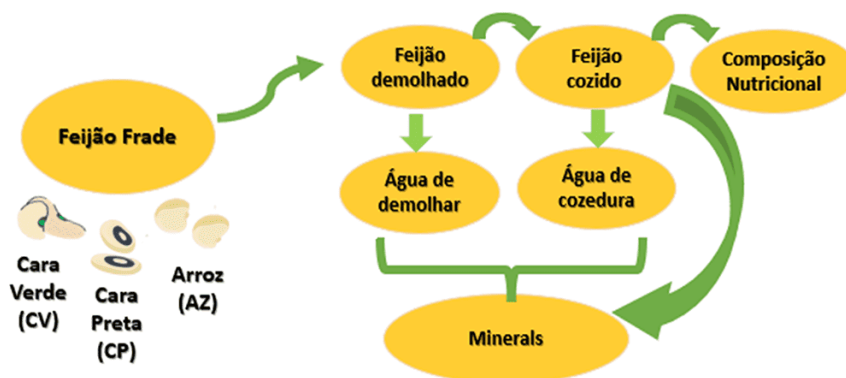 Feijão Frade
Cara
Verde
(CV)
Cara
Preta
(CP)
Arroz
(AZ)
Feijão
demolhado
Feijão
cozido
Composição
Nutricional
Água de
demolhar
Água de
cozedura
Minerals